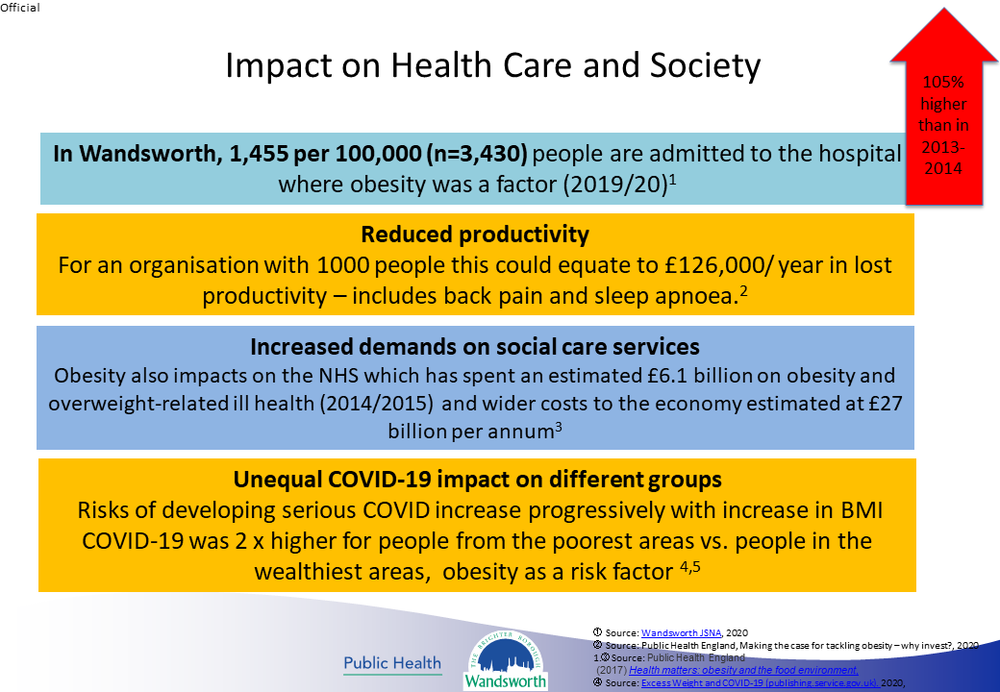 Official
Impact on Health Care and Society
105%
higher
than in
2013-
2014
In Wandsworth, 1,455 per 100,000 (n=3,430) people are admitted to the hospital
where obesity was a factor (2019/20)1
Reduced productivity
For an organisation with 1000 people this could equate to £126,000/ year in lost
productivity – includes back pain and sleep apnoea.2
Increased demands on social care services
Obesity also impacts on the NHS which has spent an estimated £6.1 billion on obesity and
overweight-related ill health (2014/2015) and wider costs to the economy estimated at £27
billion per annum3
Unequal COVID-19 impact on different groups
Risks of developing serious COVID increase progressively with increase in BMI
COVID-19 was 2 x higher for people from the poorest areas vs. people in the
wealthiest areas, obesity as a risk factor 4,5
① Source: Wandsworth JSNA, 2020
② Source: Public Health England, Making the case for tackling obesity – why invest?, 2020
1.③ Source: Public Health England
(2017) Health matters: obesity and the food environment.
④ Source: Excess Weight and COVID-19 (publishing.service.gov.uk), 2020,
Public Health
THE BRIGHTER BOROUGH
Wandsworth